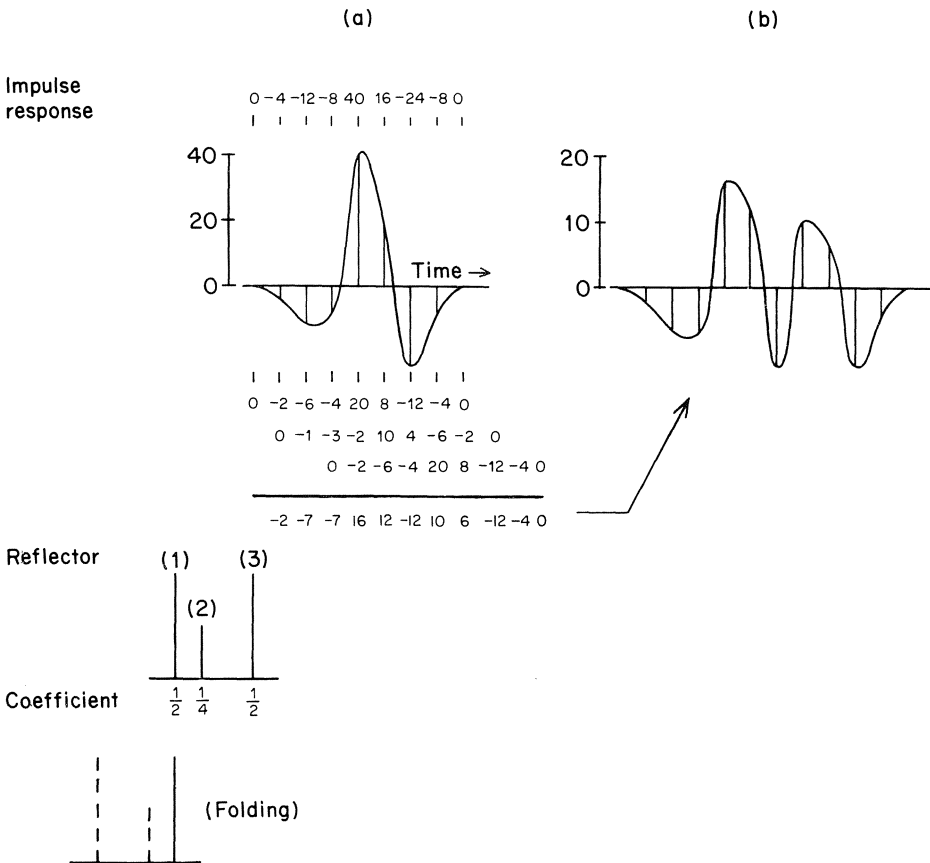 (a) (b)
Impulse
response
0 -4 -12 -8 40 16 -24 -8 0
40
20
0
Time →
20
10
0
0 -2 -6 -4 20 8 -12 -4 0
0 -1 -3 -2 10 4 -6 -2 0
0 -2 -6 -4 20 8 -12 -4 0
-2 -7 -7 16 12 -12 10 6 -12 -4 0
Reflector
(1) (2) (3)
Coefficient
1/2 1/4 1/2
(Folding)